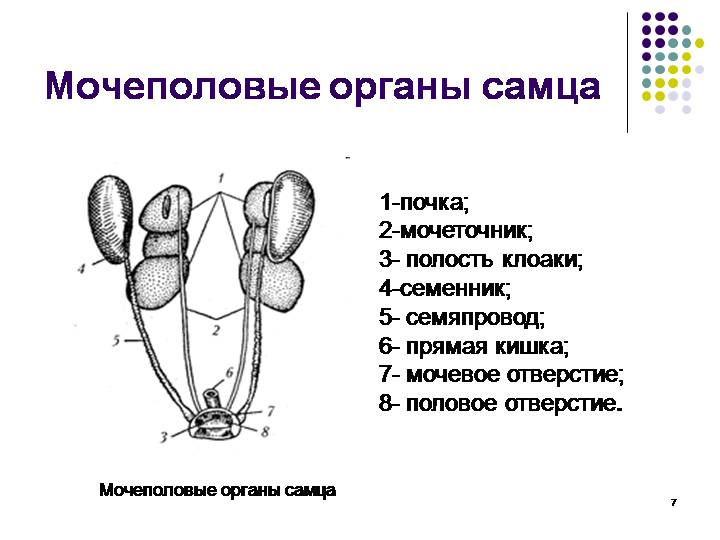 Мочеполовые органы самца
1-почка;
2-мочеточник;
3- полость клоаки;
4-семенник;
5- семяпровод;
6- прямая кишка;
7- мочевое отверстие;
8- половое отверстие.
1
4
2
5
6
7
3
8
Мочеполовые органы самца
7